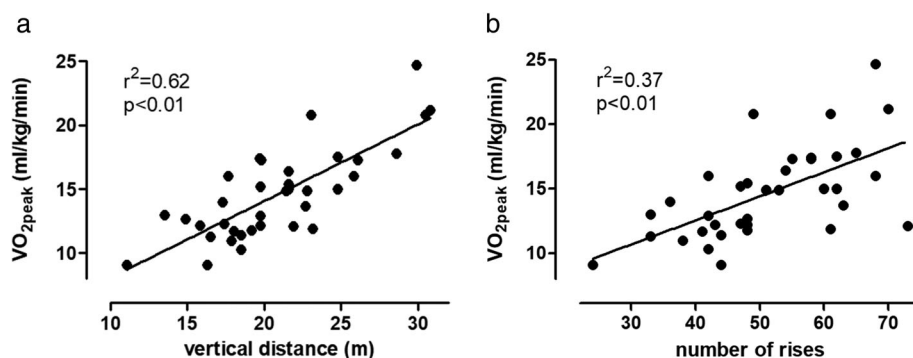 a
r²=0.62
p<0.01
VO₂peak (ml/kg/min)
25
20
15
10
10 15 20 25 30
vertical distance (m)
b
r²=0.37
p<0.01
VO₂peak (ml/kg/min)
25
20
15
10
30 40 50 60 70
number of rises